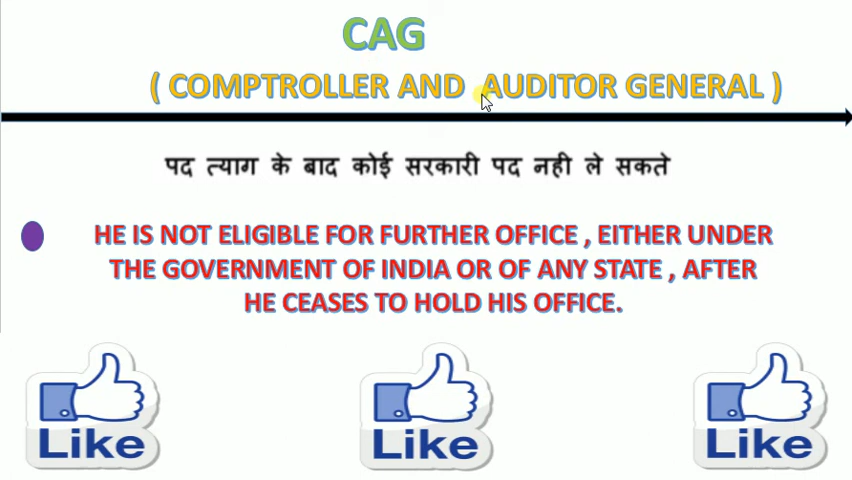 CAG
( COMPTROLLER AND AUDITOR GENERAL )
पद त्याग के बाद कोई सरकारी पद नही ले सकते
HE IS NOT ELIGIBLE FOR FURTHER OFFICE , EITHER UNDER
THE GOVERNMENT OF INDIA OR OF ANY STATE , AFTER
HE CEASES TO HOLD HIS OFFICE.
Like Like Like